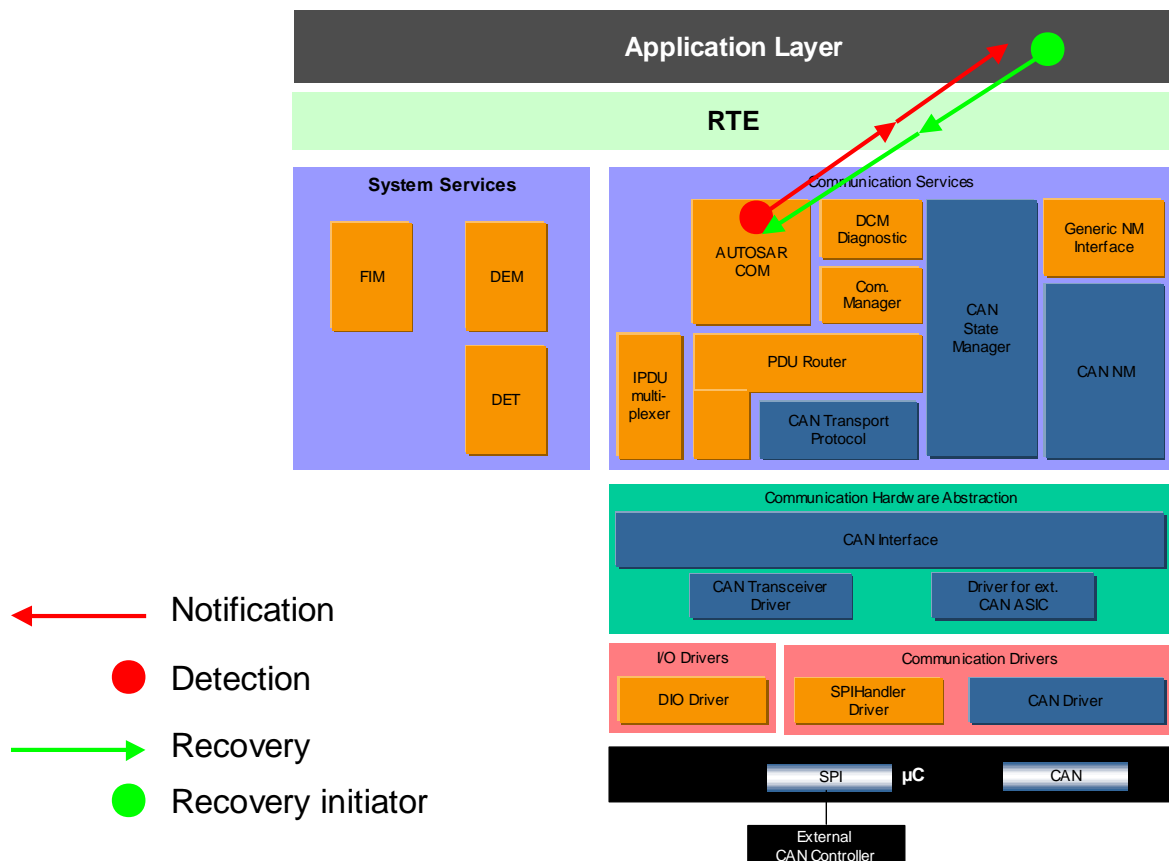 Application Layer
RTE
System Services
Communication Services
FIM
DEM
DET
AUTOSAR
COM
DCM
Diagnostic
Com.
Manager
CAN
State
Manager
Generic NM
Interface
CAN NM
IPDU
multi-
plexer
PDU Router
CAN Transport
Protocol
Communication Hardware Abstraction
CAN Interface
CAN Transceiver
Driver
Driver for ext.
CAN ASIC
I/O Drivers
DIO Driver
Communication Drivers
SPIHandler
Driver
CAN Driver
SPI
µC
CAN
External
CAN Controller
Notification
Detection
Recovery
Recovery initiator